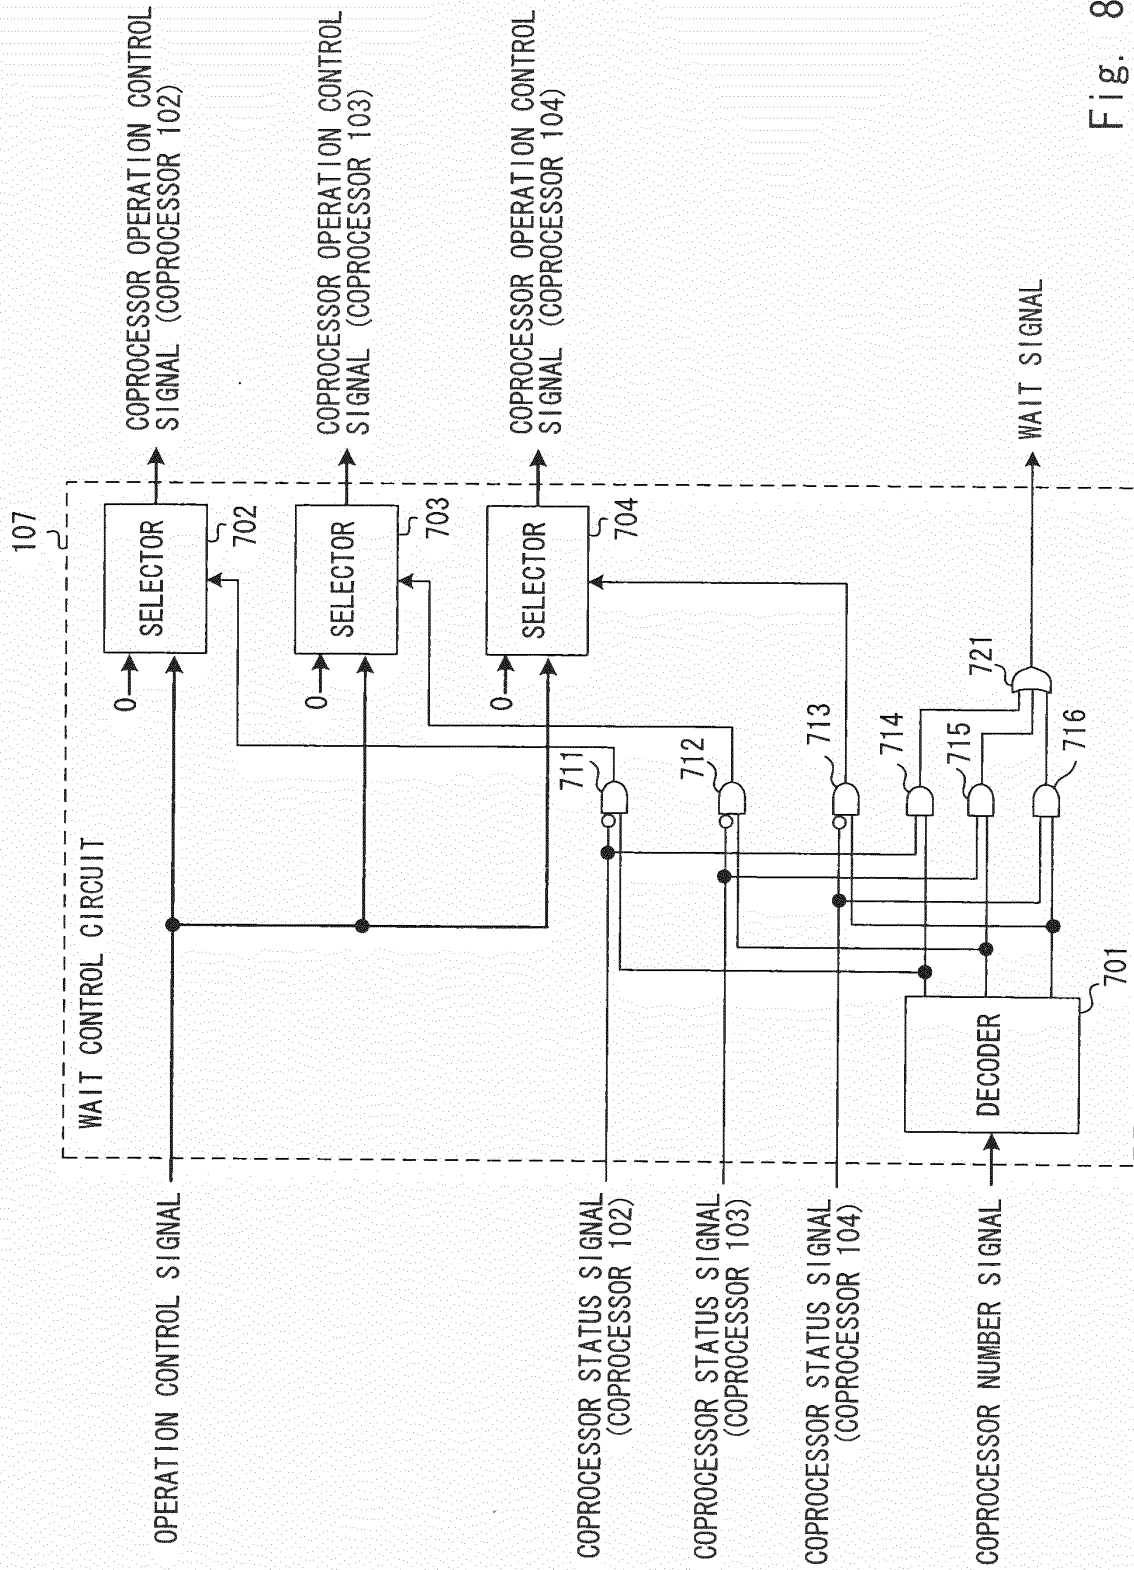 107
WAIT CONTROL CIRCUIT
OPERATION CONTROL SIGNAL
0
SELECTOR
702
COPROCESSOR OPERATION CONTROL
SIGNAL (COPROCESSOR 102)
0
SELECTOR
703
COPROCESSOR OPERATION CONTROL
SIGNAL (COPROCESSOR 103)
0
SELECTOR
704
COPROCESSOR OPERATION CONTROL
SIGNAL (COPROCESSOR 104)
COPROCESSOR STATUS SIGNAL
(COPROCESSOR 102)
711
COPROCESSOR STATUS SIGNAL
(COPROCESSOR 103)
712
COPROCESSOR STATUS SIGNAL
(COPROCESSOR 104)
713
714
715
716
721
WAIT SIGNAL
COPROCESSOR NUMBER SIGNAL
DECODER
701
Fig. 8